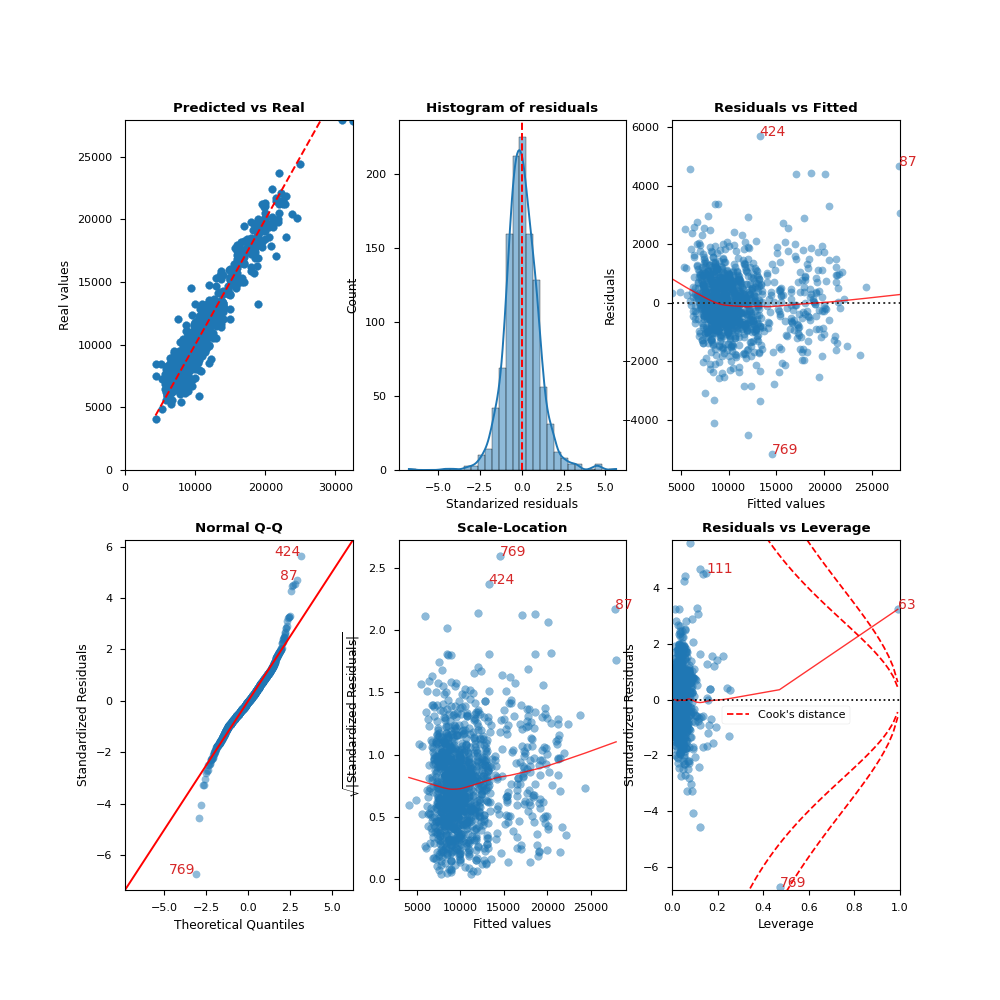 Predicted vs Real
Real values
25000
20000
15000
10000
5000
0
0 10000 20000 30000
Histogram of residuals
Count
200
150
100
50
0
−5.0 −2.5 0.0 2.5 5.0
Standarized residuals
Residuals vs Fitted
Residuals
6000
4000
2000
0
−2000
−4000
424
87
769
5000 10000 15000 20000 25000
Fitted values
Normal Q-Q
Standardized Residuals
6
4
2
0
−2
−4
−6
424
87
769
−5.0 −2.5 0.0 2.5 5.0
Theoretical Quantiles
Scale-Location
√|Standardized Residuals|
2.5
2.0
1.5
1.0
0.5
0.0
769
424
87
5000 10000 15000 20000 25000
Fitted values
Residuals vs Leverage
Standardized Residuals
4
2
0
−2
−4
−6
111
63
Cook's distance
769
0.0 0.2 0.4 0.6 0.8 1.0
Leverage